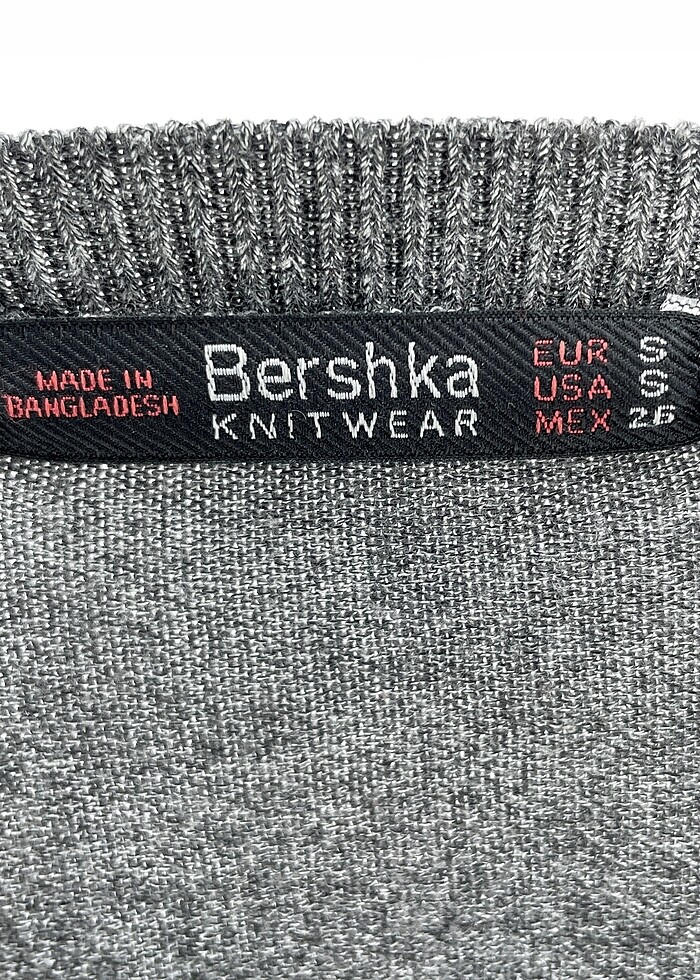 MADE IN
BANGLADESH
Bershka
KNITWEAR
EUR S
USA S
MEX 26